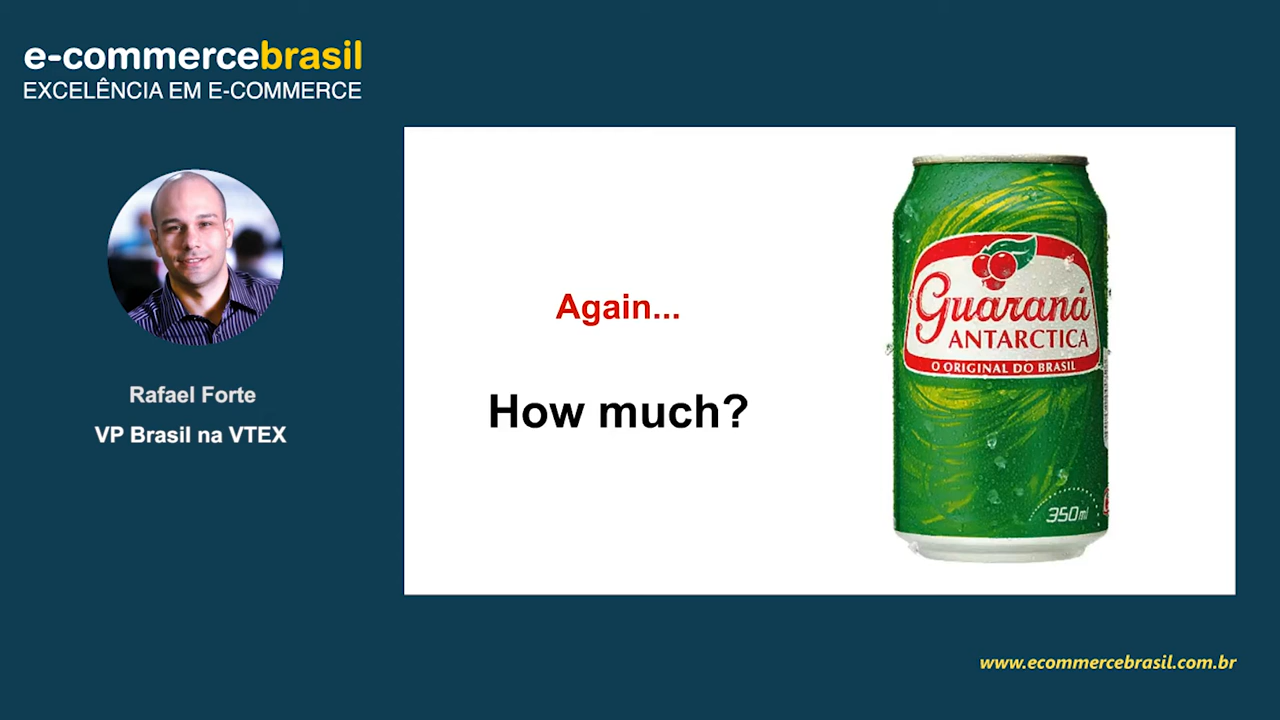 e-commercebrasil
EXCELÊNCIA EM E-COMMERCE
Rafael Forte
VP Brasil na VTEX
Again...
How much?
Guaraná
ANTARCTICA
O ORIGINAL DO BRASIL
350ml
www.ecommercebrasil.com.br